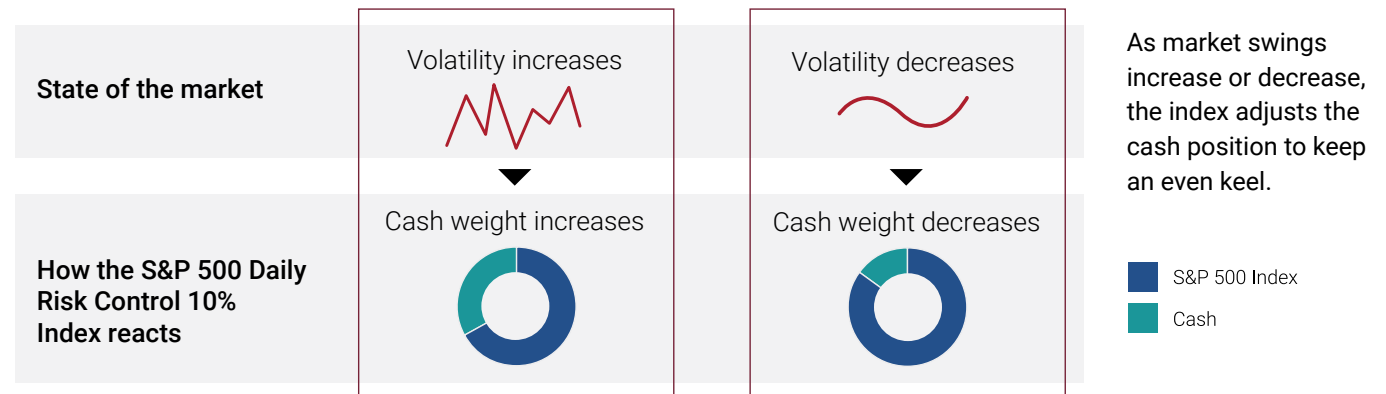 State of the market
Volatility increases
Volatility decreases
As market swings
increase or decrease,
the index adjusts the
cash position to keep
an even keel.
How the S&P 500 Daily
Risk Control 10%
Index reacts
Cash weight increases
Cash weight decreases
S&P 500 Index
Cash